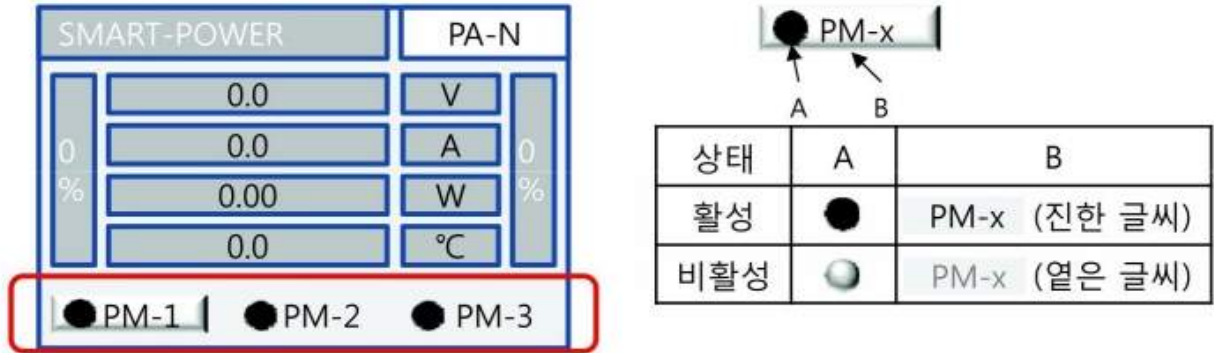 SMART-POWER PA-N
0.0 V
0.0 A
0.00 W
0.0 ℃
0
%
0
%
PM-1 PM-2 PM-3
PM-x
A B
상태 A B
활성 PM-x (진한 글씨)
비활성 PM-x (옅은 글씨)